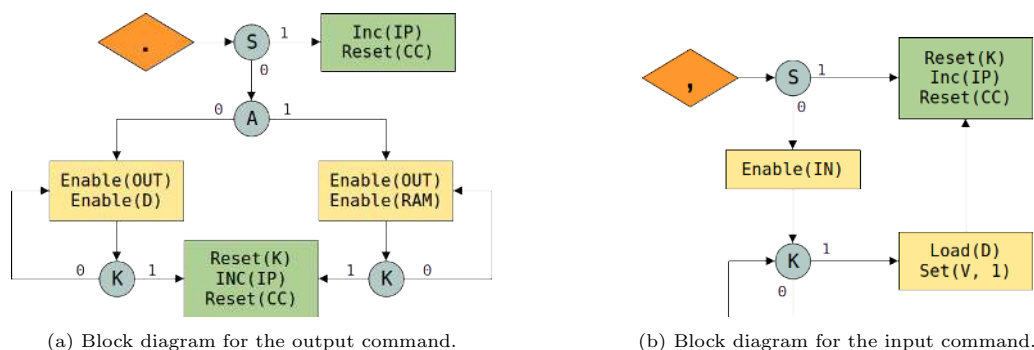 .
S
1
0
Inc(IP)
Reset(CC)
0
A
1
Enable(OUT)
Enable(D)
Enable(OUT)
Enable(RAM)
0
K
1
Reset(K)
INC(IP)
Reset(CC)
1
K
0
(a) Block diagram for the output command.
,
S
1
0
Reset(K)
Inc(IP)
Reset(CC)
Enable(IN)
K
1
0
Load(D)
Set(V, 1)
(b) Block diagram for the input command.